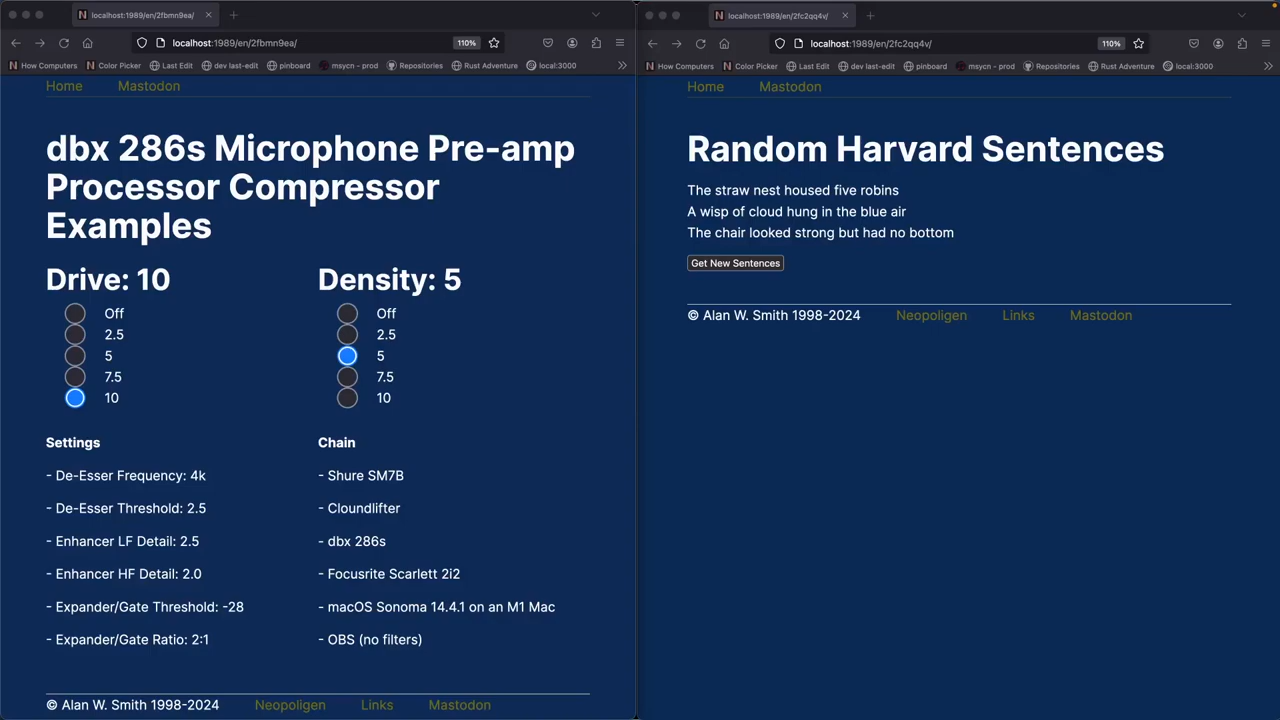 localhost:1989/en/2fbmn9ea/
localhost:1989/en/2fbmn9ea/
110%
How Computers Color Picker Last Edit dev last-edit pinboard msycn - prod Repositories Rust Adventure local:3000
Home Mastodon
dbx 286s Microphone Pre-amp
Processor Compressor
Examples
Drive: 10
Off
2.5
5
7.5
10
Density: 5
Off
2.5
5
7.5
10
Settings
- De-Esser Frequency: 4k
- De-Esser Threshold: 2.5
- Enhancer LF Detail: 2.5
- Enhancer HF Detail: 2.0
- Expander/Gate Threshold: -28
- Expander/Gate Ratio: 2:1
Chain
- Shure SM7B
- Cloundlifter
- dbx 286s
- Focusrite Scarlett 2i2
- macOS Sonoma 14.4.1 on an M1 Mac
- OBS (no filters)
© Alan W. Smith 1998-2024 Neopoligen Links Mastodon
localhost:1989/en/2fc2qq4v/
localhost:1989/en/2fc2qq4v/
110%
How Computers Color Picker Last Edit dev last-edit pinboard msycn - prod Repositories Rust Adventure local:3000
Home Mastodon
Random Harvard Sentences
The straw nest housed five robins
A wisp of cloud hung in the blue air
The chair looked strong but had no bottom
Get New Sentences
© Alan W. Smith 1998-2024 Neopoligen Links Mastodon